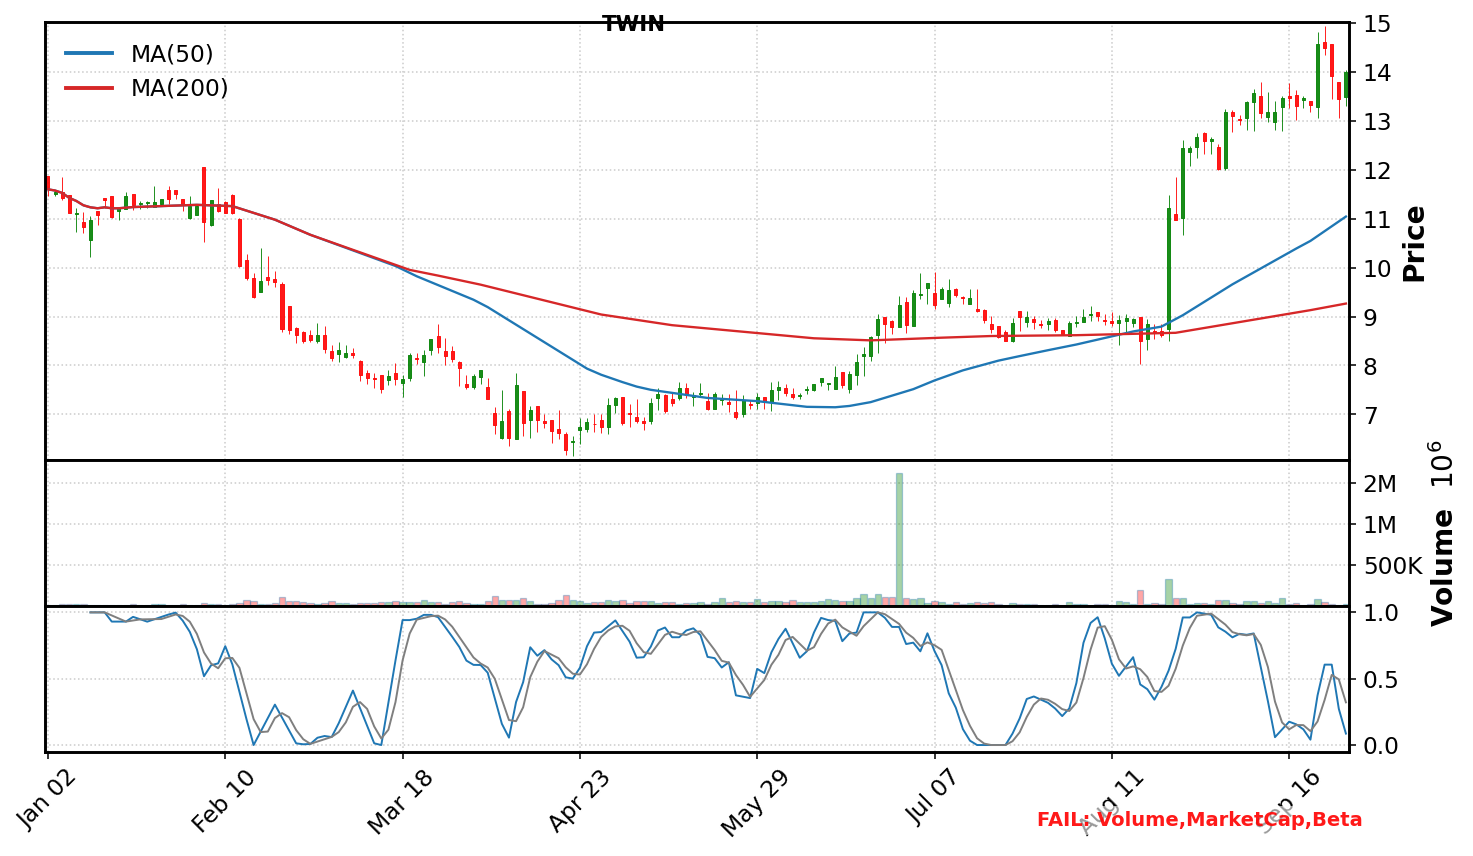 TWIN
MA(50)
MA(200)
15
14
13
12
11
10
9
8
7
Price
2M
1M
500K
Volume 10^6
1.0
0.5
0.0
Jan 02
Feb 10
Mar 18
Apr 23
May 29
Jul 07
Aug 11
Sep 16
FAIL: Volume,MarketCap,Beta